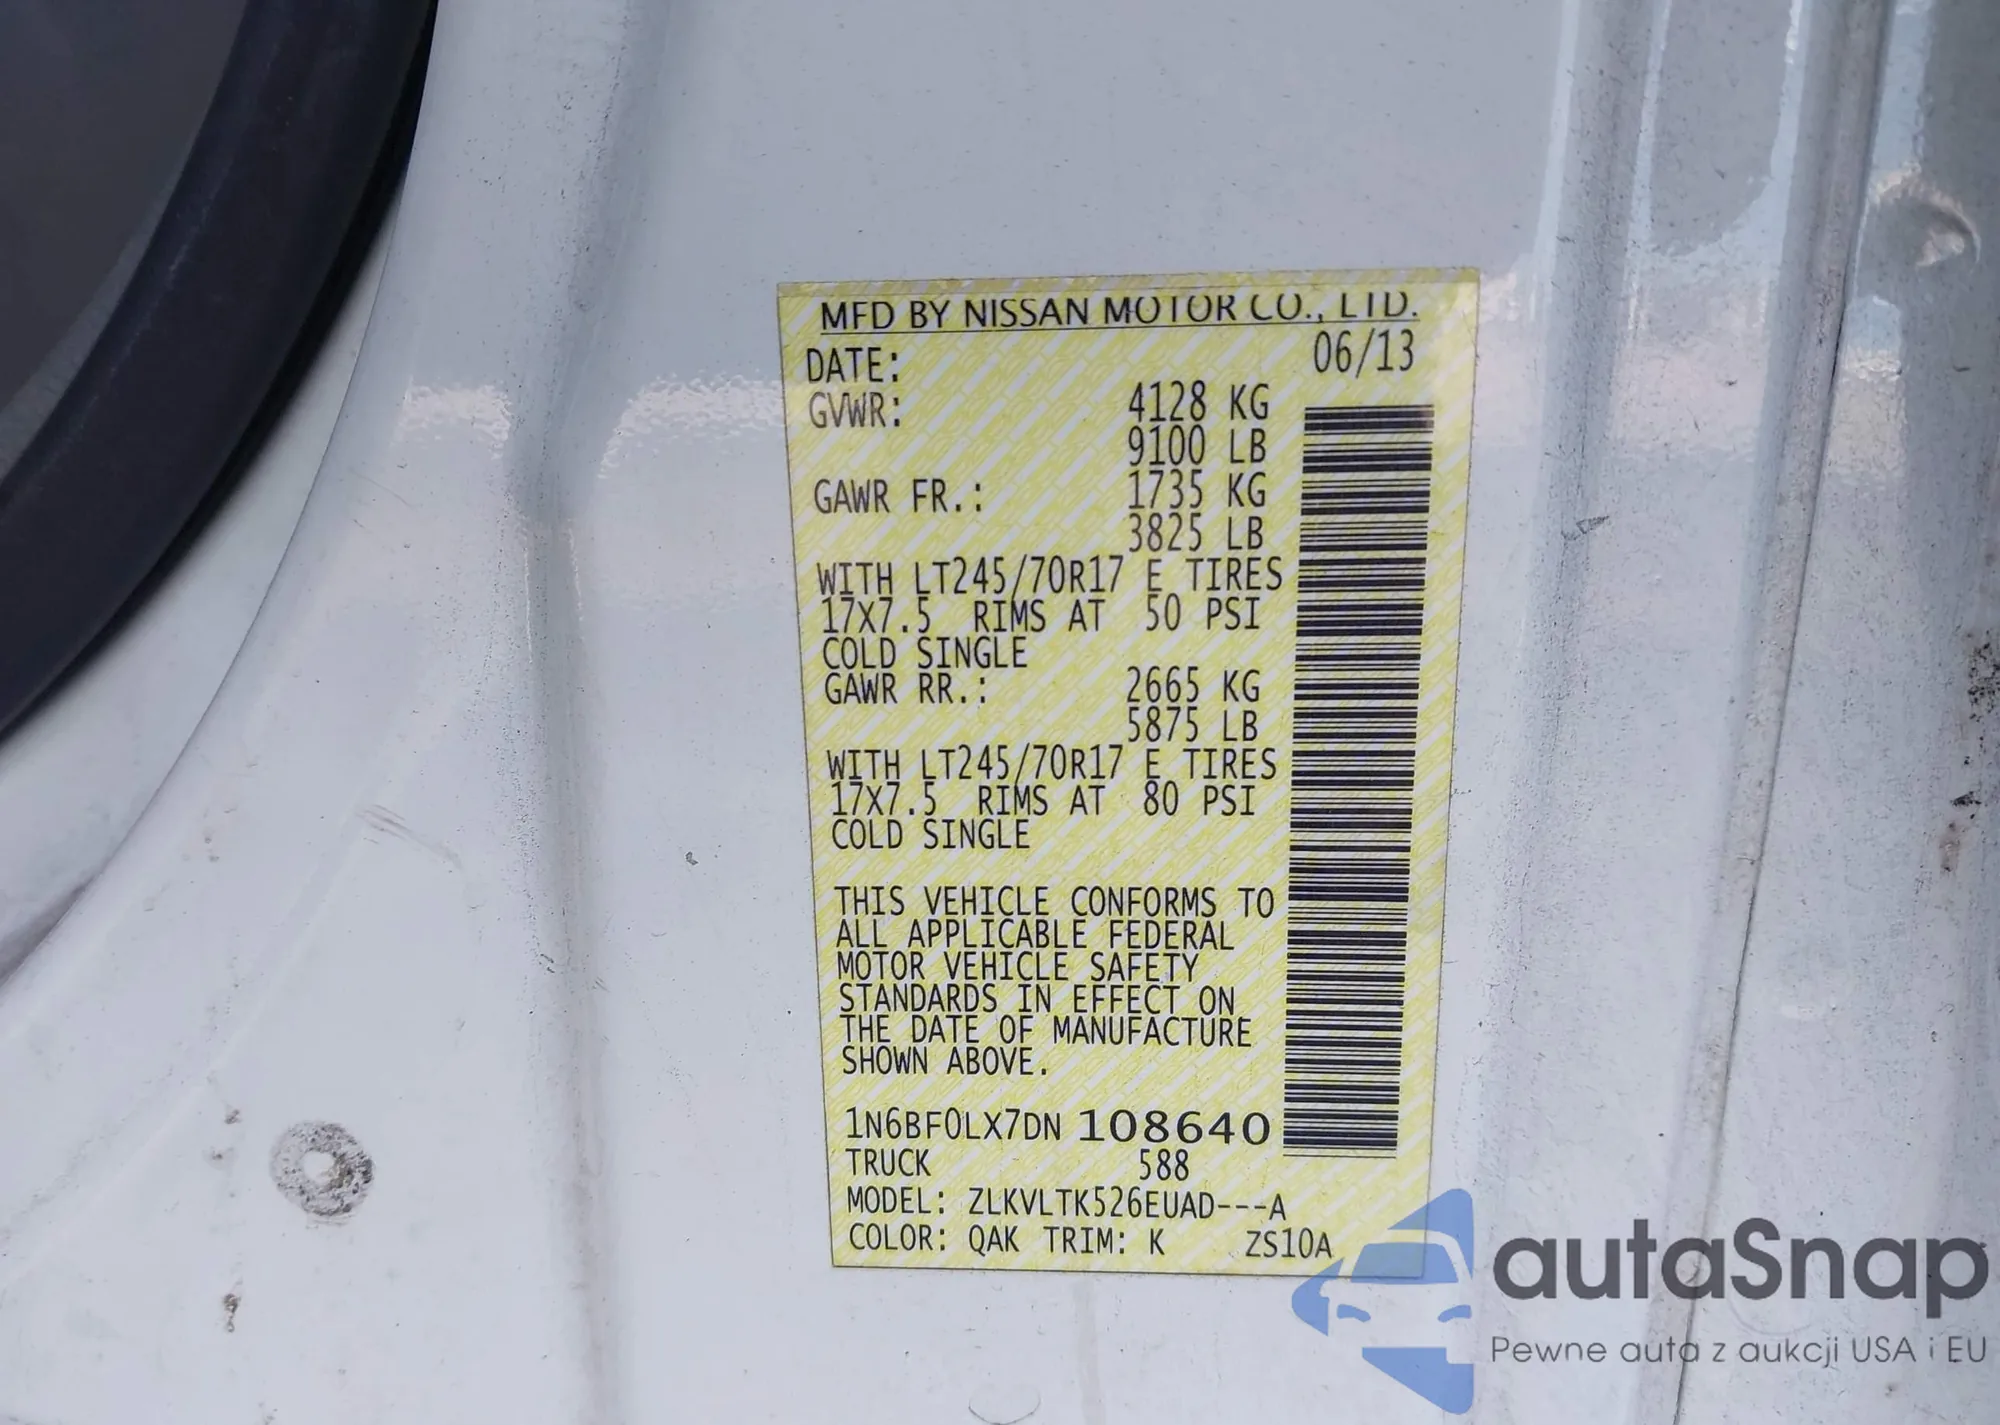 MFD BY NISSAN MOTOR CO., LTD.
DATE: 06/13
GVWR: 4128 KG
9100 LB
GAWR FR.: 1735 KG
3825 LB
WITH LT245/70R17 E TIRES
17X7.5 RIMS AT 50 PSI
COLD SINGLE
GAWR RR.: 2665 KG
5875 LB
WITH LT245/70R17 E TIRES
17X7.5 RIMS AT 80 PSI
COLD SINGLE
THIS VEHICLE CONFORMS TO
ALL APPLICABLE FEDERAL
MOTOR VEHICLE SAFETY
STANDARDS IN EFFECT ON
THE DATE OF MANUFACTURE
SHOWN ABOVE.
1N6BF0LX7DN 108640
TRUCK 588
MODEL: ZLKVLTK526EUAD---A
COLOR: QAK TRIM: K ZS10A
autaSnap
Pewne auta z aukcji USA i EU